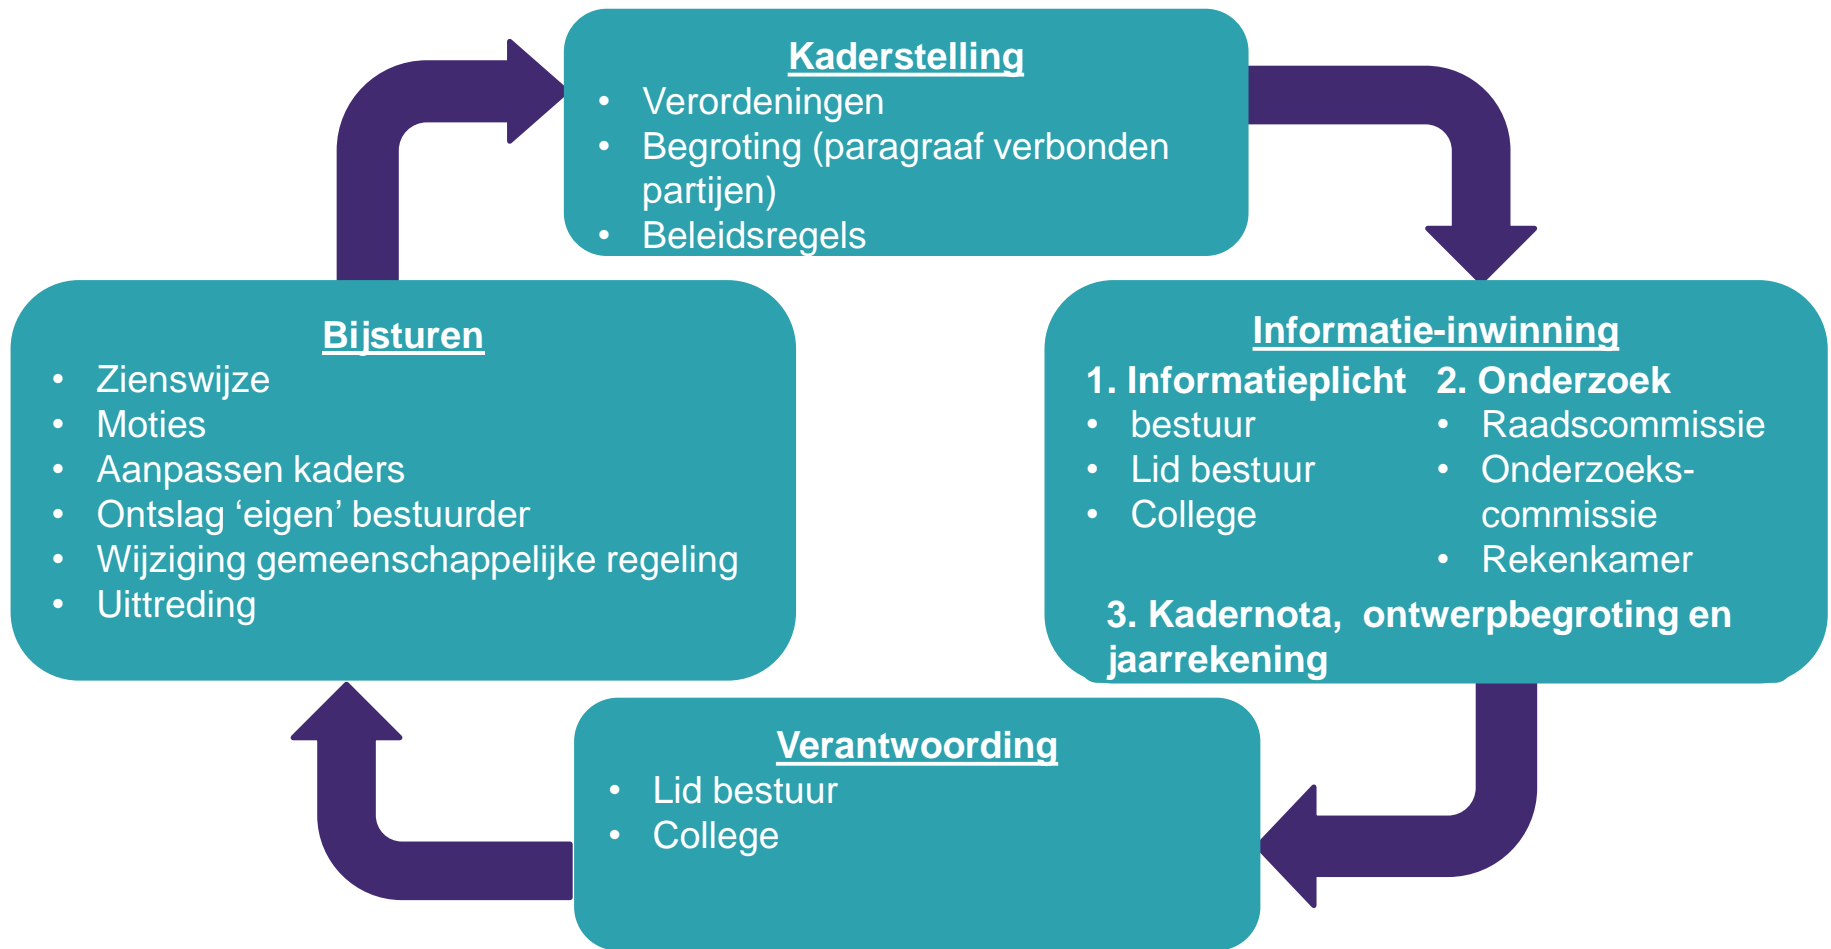 Kaderstelling
• Verordeningen
• Begroting (paragraaf verbonden
partijen)
• Beleidsregels
Informatie-inwinning
1. Informatieplicht
• bestuur
• Lid bestuur
• College
2. Onderzoek
• Raadscommissie
• Onderzoeks-
commissie
• Rekenkamer
3. Kadernota, ontwerpbegroting en
jaarrekening
Verantwoording
• Lid bestuur
• College
Bijsturen
• Zienswijze
• Moties
• Aanpassen kaders
• Ontslag ‘eigen’ bestuurder
• Wijziging gemeenschappelijke regeling
• Uittreding